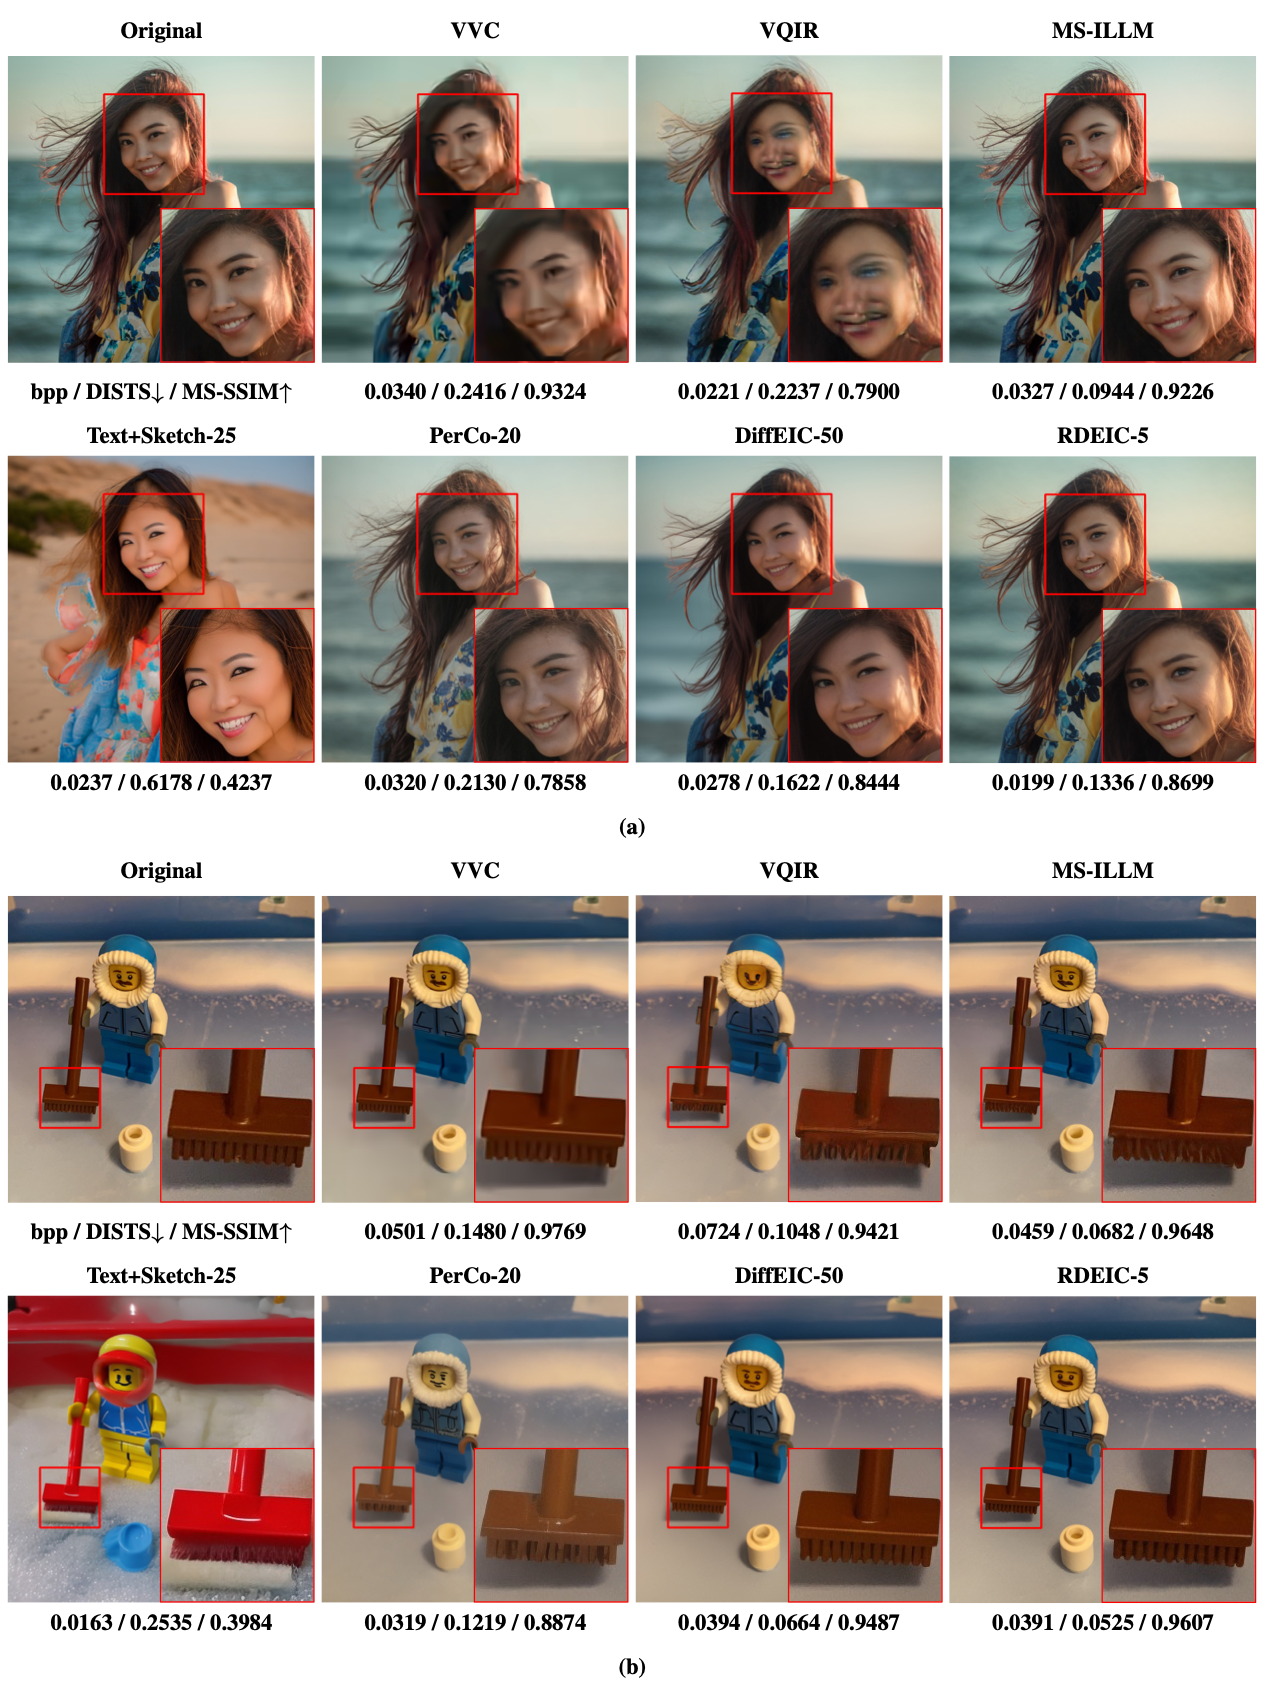 Original VVC VQIR MS-ILLM
bpp / DISTS↓ / MS-SSIM↑ 0.0340 / 0.2416 / 0.9324 0.0221 / 0.2237 / 0.7900 0.0327 / 0.0944 / 0.9226
Text+Sketch-25 PerCo-20 DiffEIC-50 RDEIC-5
0.0237 / 0.6178 / 0.4237 0.0320 / 0.2130 / 0.7858 0.0278 / 0.1622 / 0.8444 0.0199 / 0.1336 / 0.8699
(a)
Original VVC VQIR MS-ILLM
bpp / DISTS↓ / MS-SSIM↑ 0.0501 / 0.1480 / 0.9769 0.0724 / 0.1048 / 0.9421 0.0459 / 0.0682 / 0.9648
Text+Sketch-25 PerCo-20 DiffEIC-50 RDEIC-5
0.0163 / 0.2535 / 0.3984 0.0319 / 0.1219 / 0.8874 0.0394 / 0.0664 / 0.9487 0.0391 / 0.0525 / 0.9607
(b)